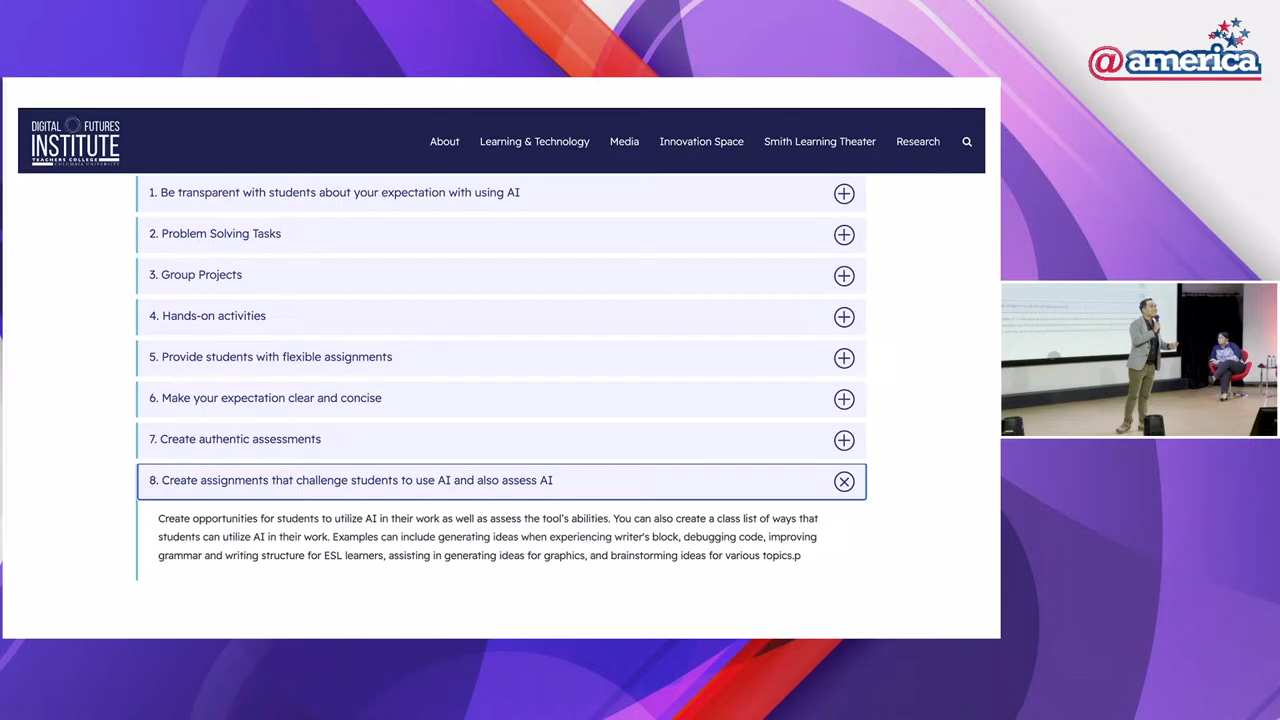 @america
DIGITAL FUTURES
INSTITUTE
TEACHERS COLLEGE
COLUMBIA UNIVERSITY
About Learning & Technology Media Innovation Space Smith Learning Theater Research
1. Be transparent with students about your expectation with using AI
2. Problem Solving Tasks
3. Group Projects
4. Hands-on activities
5. Provide students with flexible assignments
6. Make your expectation clear and concise
7. Create authentic assessments
8. Create assignments that challenge students to use AI and also assess AI
Create opportunities for students to utilize AI in their work as well as assess the tool's abilities. You can also create a class list of ways that
students can utilize AI in their work. Examples can include generating ideas when experiencing writer's block, debugging code, improving
grammar and writing structure for ESL learners, assisting in generating ideas for graphics, and brainstorming ideas for various topics.p